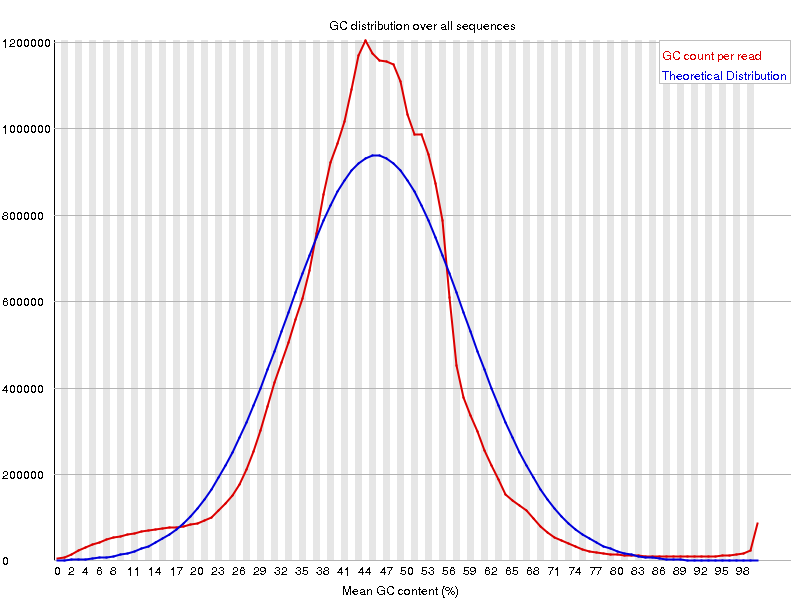 GC distribution over all sequences
GC count per read
Theoretical Distribution
1200000
1000000
800000
600000
400000
200000
0
0 2 4 6 8 11 14 17 20 23 26 29 32 35 38 41 44 47 50 53 56 59 62 65 68 71 74 77 80 83 86 89 92 95 98
Mean GC content (%)